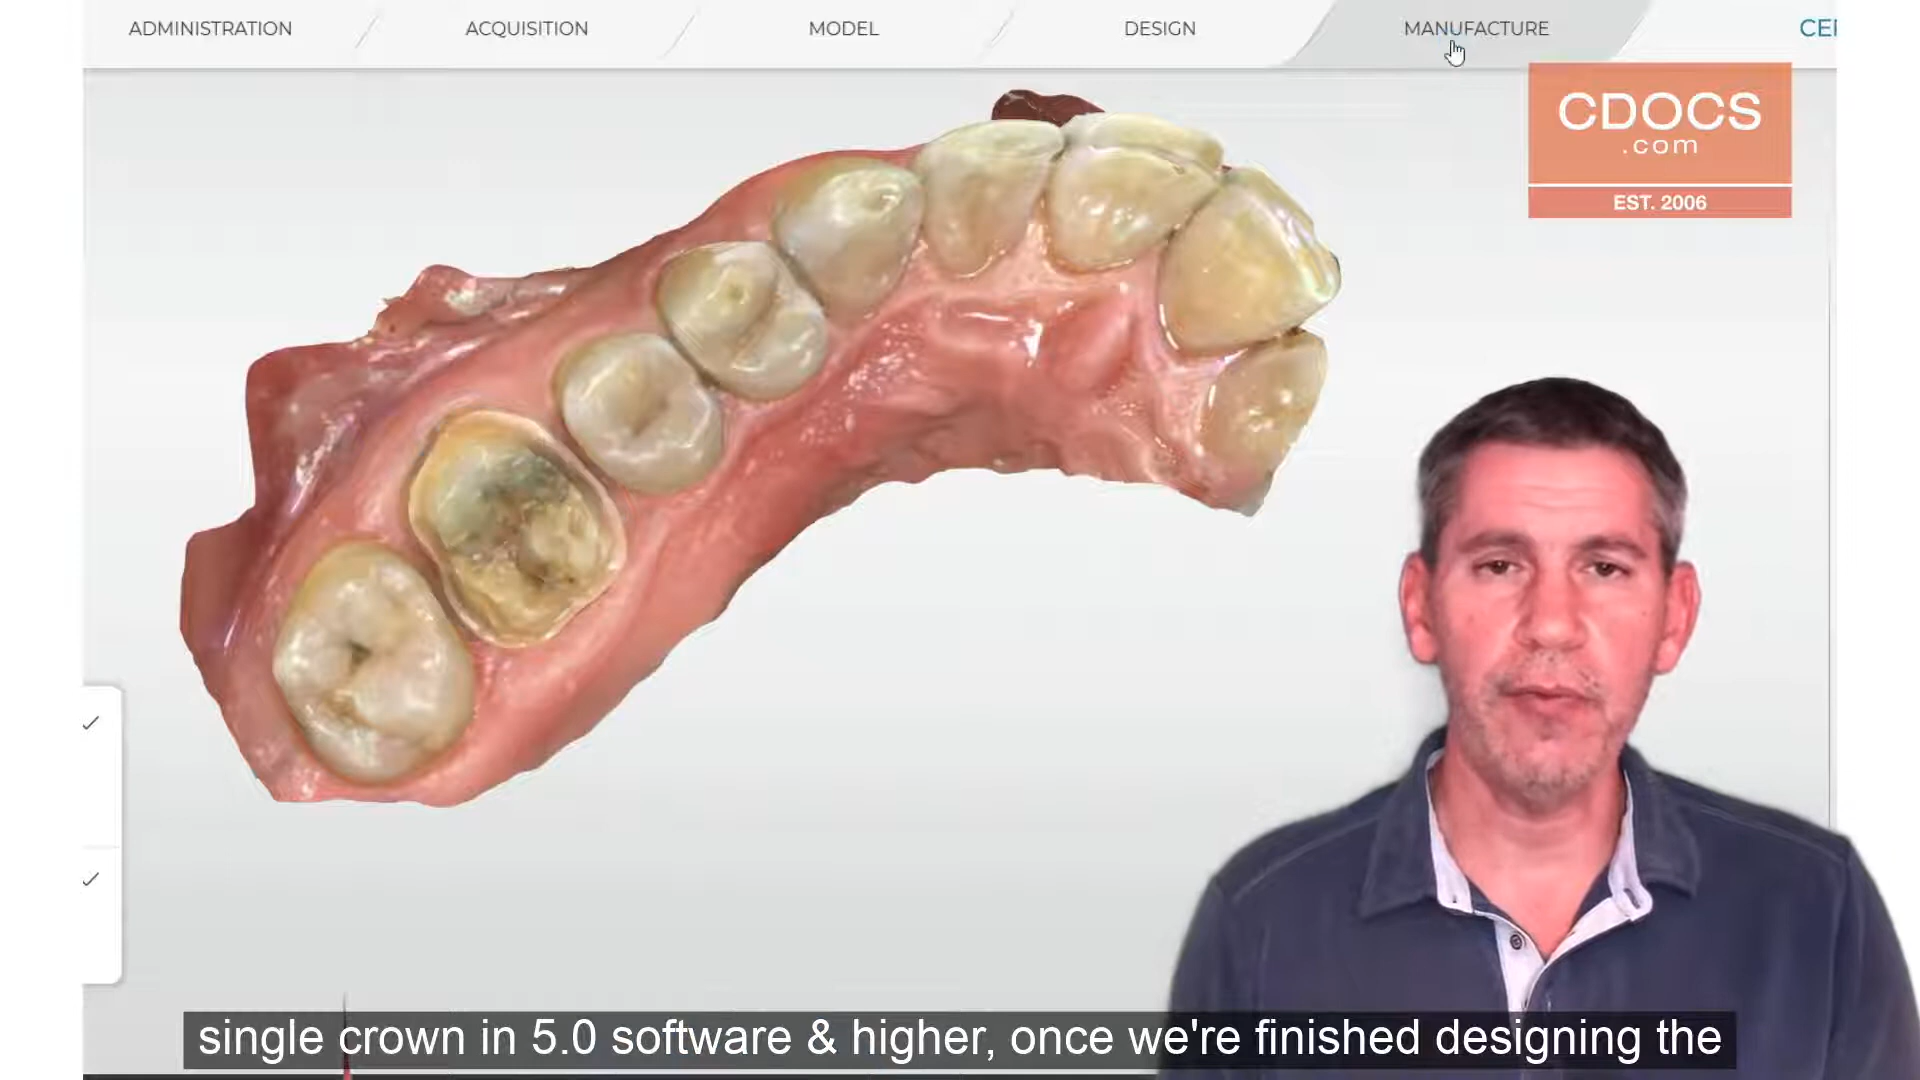 ADMINISTRATION
ACQUISITION
MODEL
DESIGN
MANUFACTURE
CDOCS
.com
EST. 2006
single crown in 5.0 software & higher, once we're finished designing the